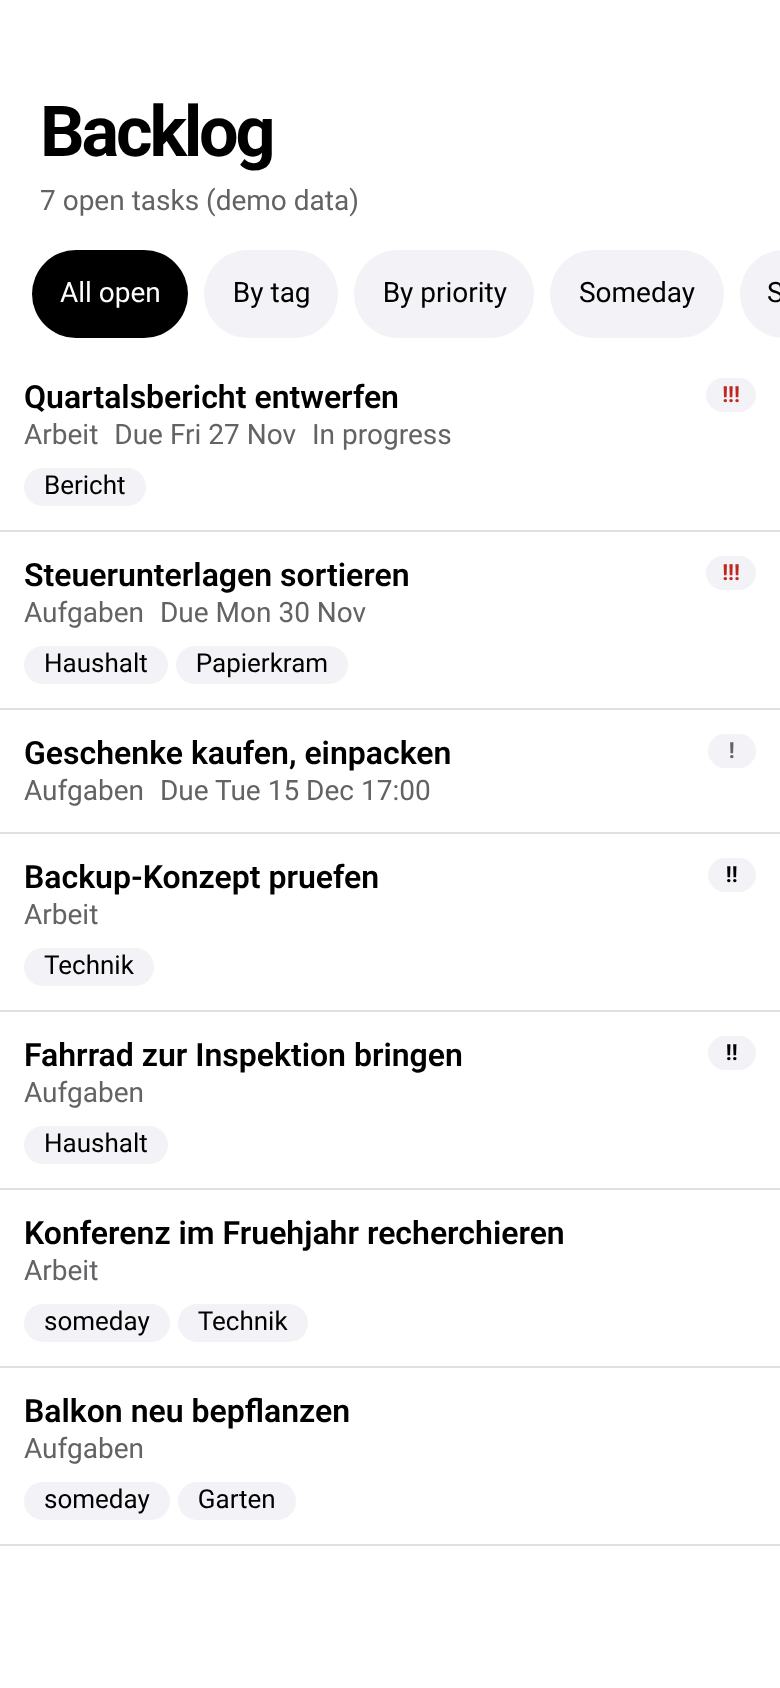 Backlog
7 open tasks (demo data)
All open By tag By priority Someday
Quartalsbericht entwerfen !!!
Arbeit Due Fri 27 Nov In progress
Bericht
Steuerunterlagen sortieren !!!
Aufgaben Due Mon 30 Nov
Haushalt Papierkram
Geschenke kaufen, einpacken !
Aufgaben Due Tue 15 Dec 17:00
Backup-Konzept pruefen !!
Arbeit
Technik
Fahrrad zur Inspektion bringen !!
Aufgaben
Haushalt
Konferenz im Fruehjahr recherchieren
Arbeit
someday Technik
Balkon neu bepflanzen
Aufgaben
someday Garten